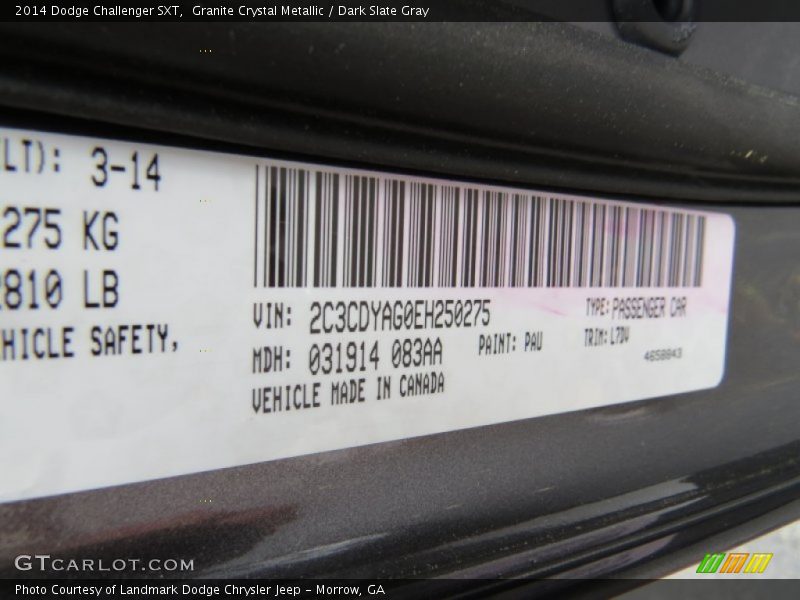 2014 Dodge Challenger SXT, Granite Crystal Metallic / Dark Slate Gray
LT): 3-14
275 KG
2810 LB
HICLE SAFETY,
VIN: 2C3CDYAG0EH250275
TYPE: PASSENGER CAR
MDH: 031914 083AA
PAINT: PAU
TRIM: L7DV
4658843
VEHICLE MADE IN CANADA
GTCARLOT.COM
Photo Courtesy of Landmark Dodge Chrysler Jeep - Morrow, GA